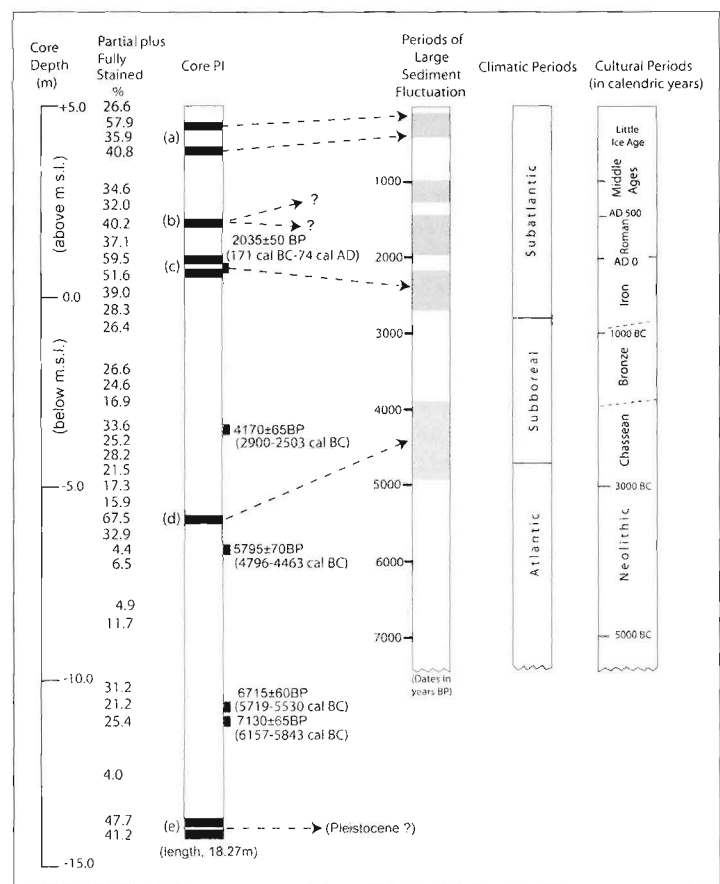 Core
Depth
(m)
Partial plus
Fully
Stained
%
Core PI
Periods of
Large
Sediment
Fluctuation
Climatic Periods
Cultural Periods
(in calendric years)
+5.0
0.0
-5.0
-10.0
-15.0
(above m s.l.)
(below m.s.l.)
26.6
57.9
35.9
40.8
34.6
32.0
40.2
37.1
59.5
51.6
39.0
28.3
26.4
26.6
24.6
16.9
33.6
25.2
28.2
21.5
17.3
15.9
67.5
32.9
4.4
6.5
4.9
11.7
31.2
21.2
25.4
4.0
47.7
41.2
(a)
(b)
(c)
(d)
(e)
?
?
2035±50 BP
(171 cal BC-74 cal AD)
4170±65BP
(2900-2503 cal BC)
5795±70BP
(4796-4463 cal BC)
6715±60BP
(5719-5530 cal BC)
7130±65BP
(6157-5843 cal BC)
(Pleistocene ?)
(length, 18.27m)
1000
2000
3000
4000
5000
6000
7000
(Dates in
years BP)
Subatlantic
Subboreal
Atlantic
Little
Ice Age
Middle
Ages
AD 500
Roman
AD 0
Iron
1000 BC
Bronze
Chassean
3000 BC
Neolithic
5000 BC